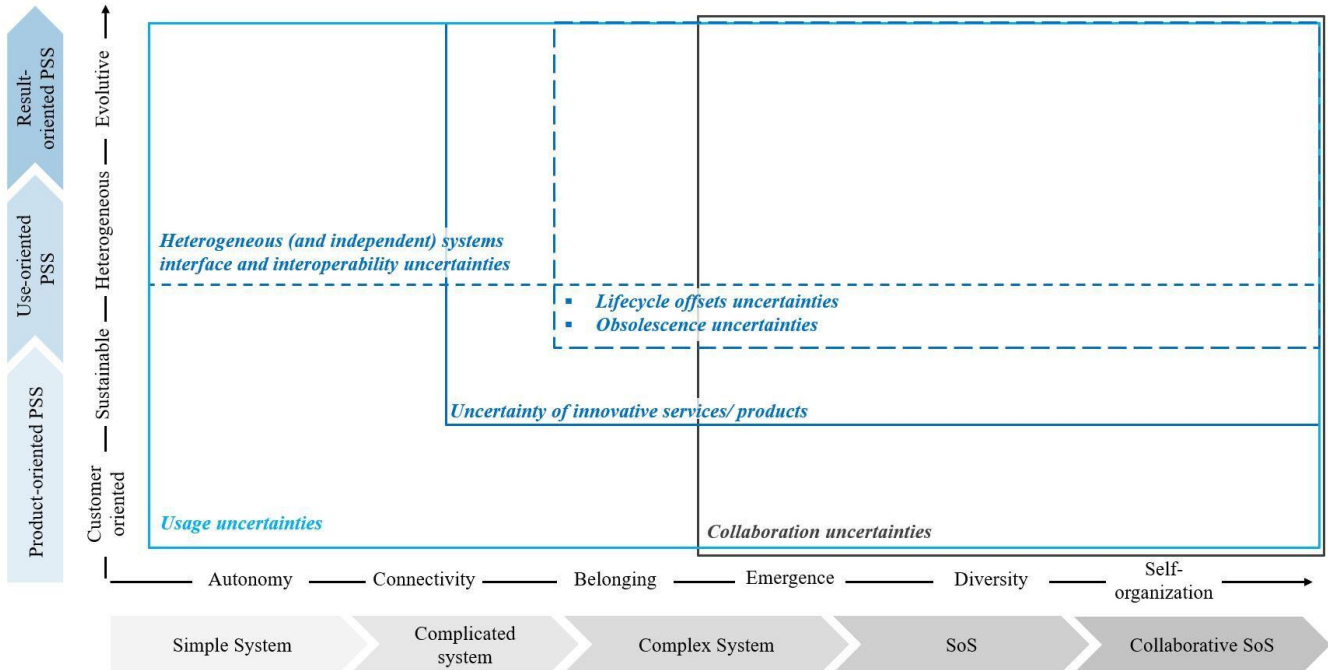 Result-
oriented PSS
Use-oriented
PSS
Product-oriented PSS
Evolutive
Heterogeneous
Sustainable
Customer
oriented
Heterogeneous (and independent) systems
interface and interoperability uncertainties
▪ Lifecycle offsets uncertainties
▪ Obsolescence uncertainties
Uncertainty of innovative services/ products
Usage uncertainties
Collaboration uncertainties
Autonomy
Connectivity
Belonging
Emergence
Diversity
Self-
organization
Simple System
Complicated
system
Complex System
SoS
Collaborative SoS